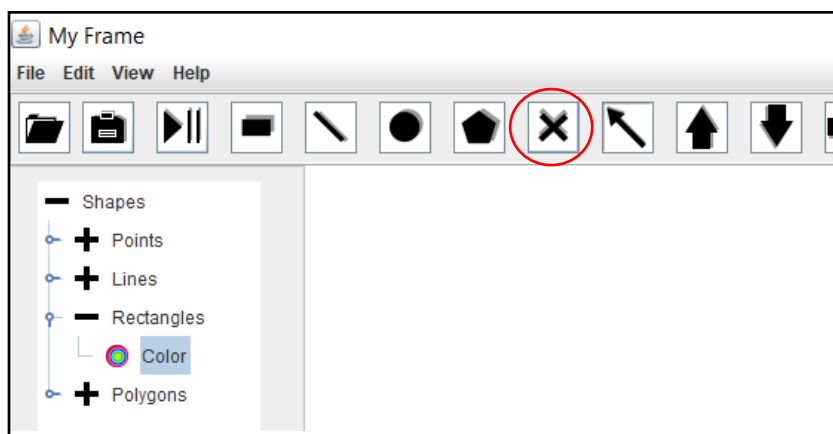 My Frame
File Edit View Help
Shapes
Points
Lines
Rectangles
Color
Polygons